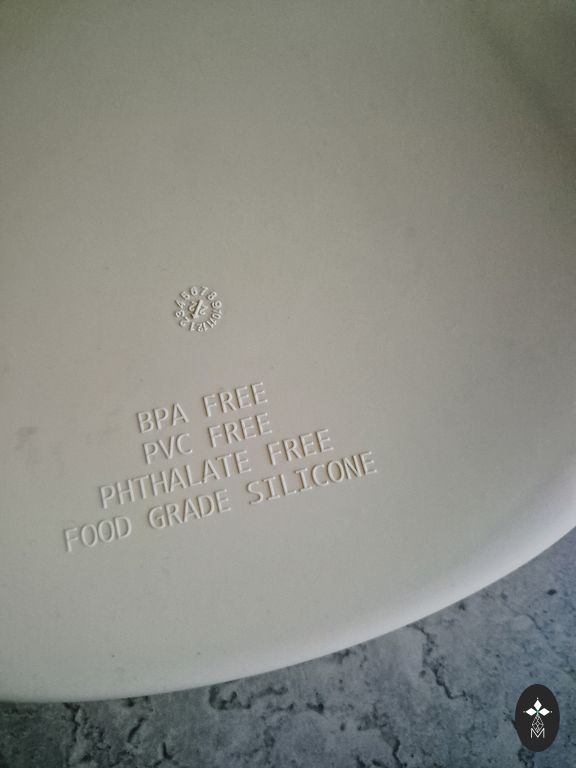 BPA FREE
PVC FREE
PHTHALATE FREE
FOOD GRADE SILICONE